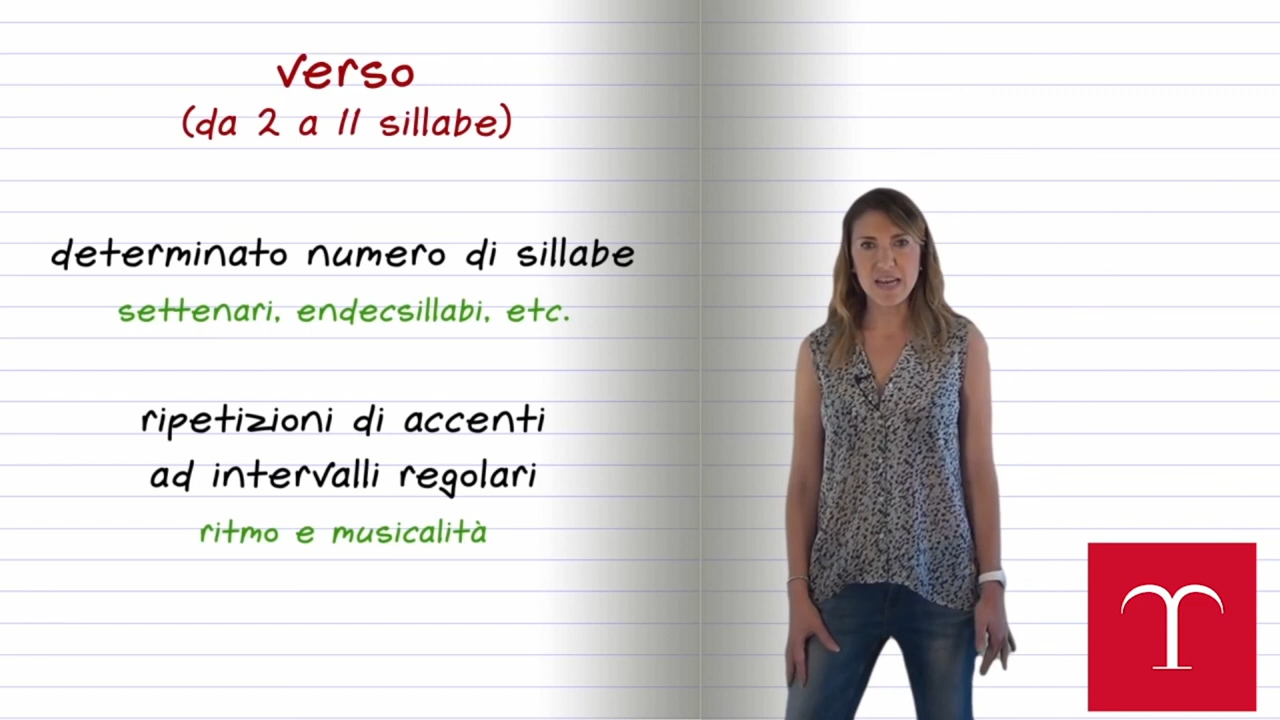 verso
(da 2 a 11 sillabe)
determinato numero di sillabe
settenari, endecsillabi, etc.
ripetizioni di accenti
ad intervalli regolari
ritmo e musicalità